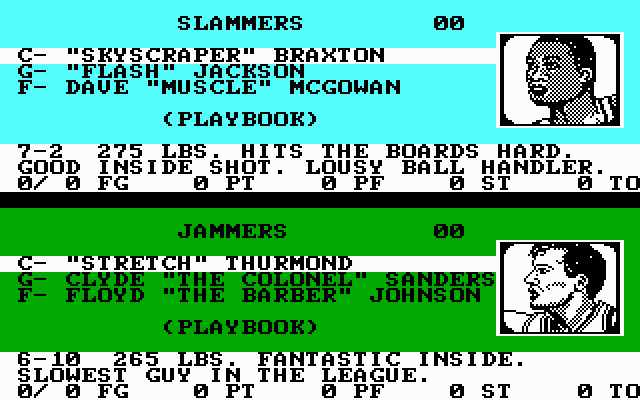 SLAMMERS 00
C- "SKYSCRAPER" BRAXTON
G- "FLASH" JACKSON
F- DAVE "MUSCLE" MCGOWAN
(PLAYBOOK)
7-2 275 LBS. HITS THE BOARDS HARD.
GOOD INSIDE SHOT. LOUSY BALL HANDLER.
0/ 0 FG 0 PT 0 PF 0 ST 0 TO
JAMMERS 00
C- "STRETCH" THURMOND
G- CLYDE "THE COLONEL" SANDERS
F- FLOYD "THE BARBER" JOHNSON
(PLAYBOOK)
6-10 265 LBS. FANTASTIC INSIDE.
SLOWEST GUY IN THE LEAGUE.
0/ 0 FG 0 PT 0 PF 0 ST 0 TO